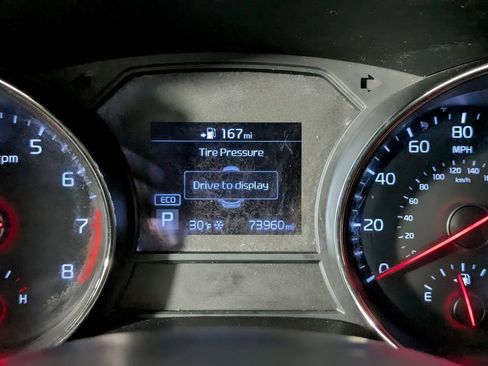 167mi
Tire Pressure
Drive to display
ECO
P
30°F
73960mi
5
6
7
8
rpm
H
0
20
40
60
80
MPH
100
120
140
km/h
80
60
40
20
E